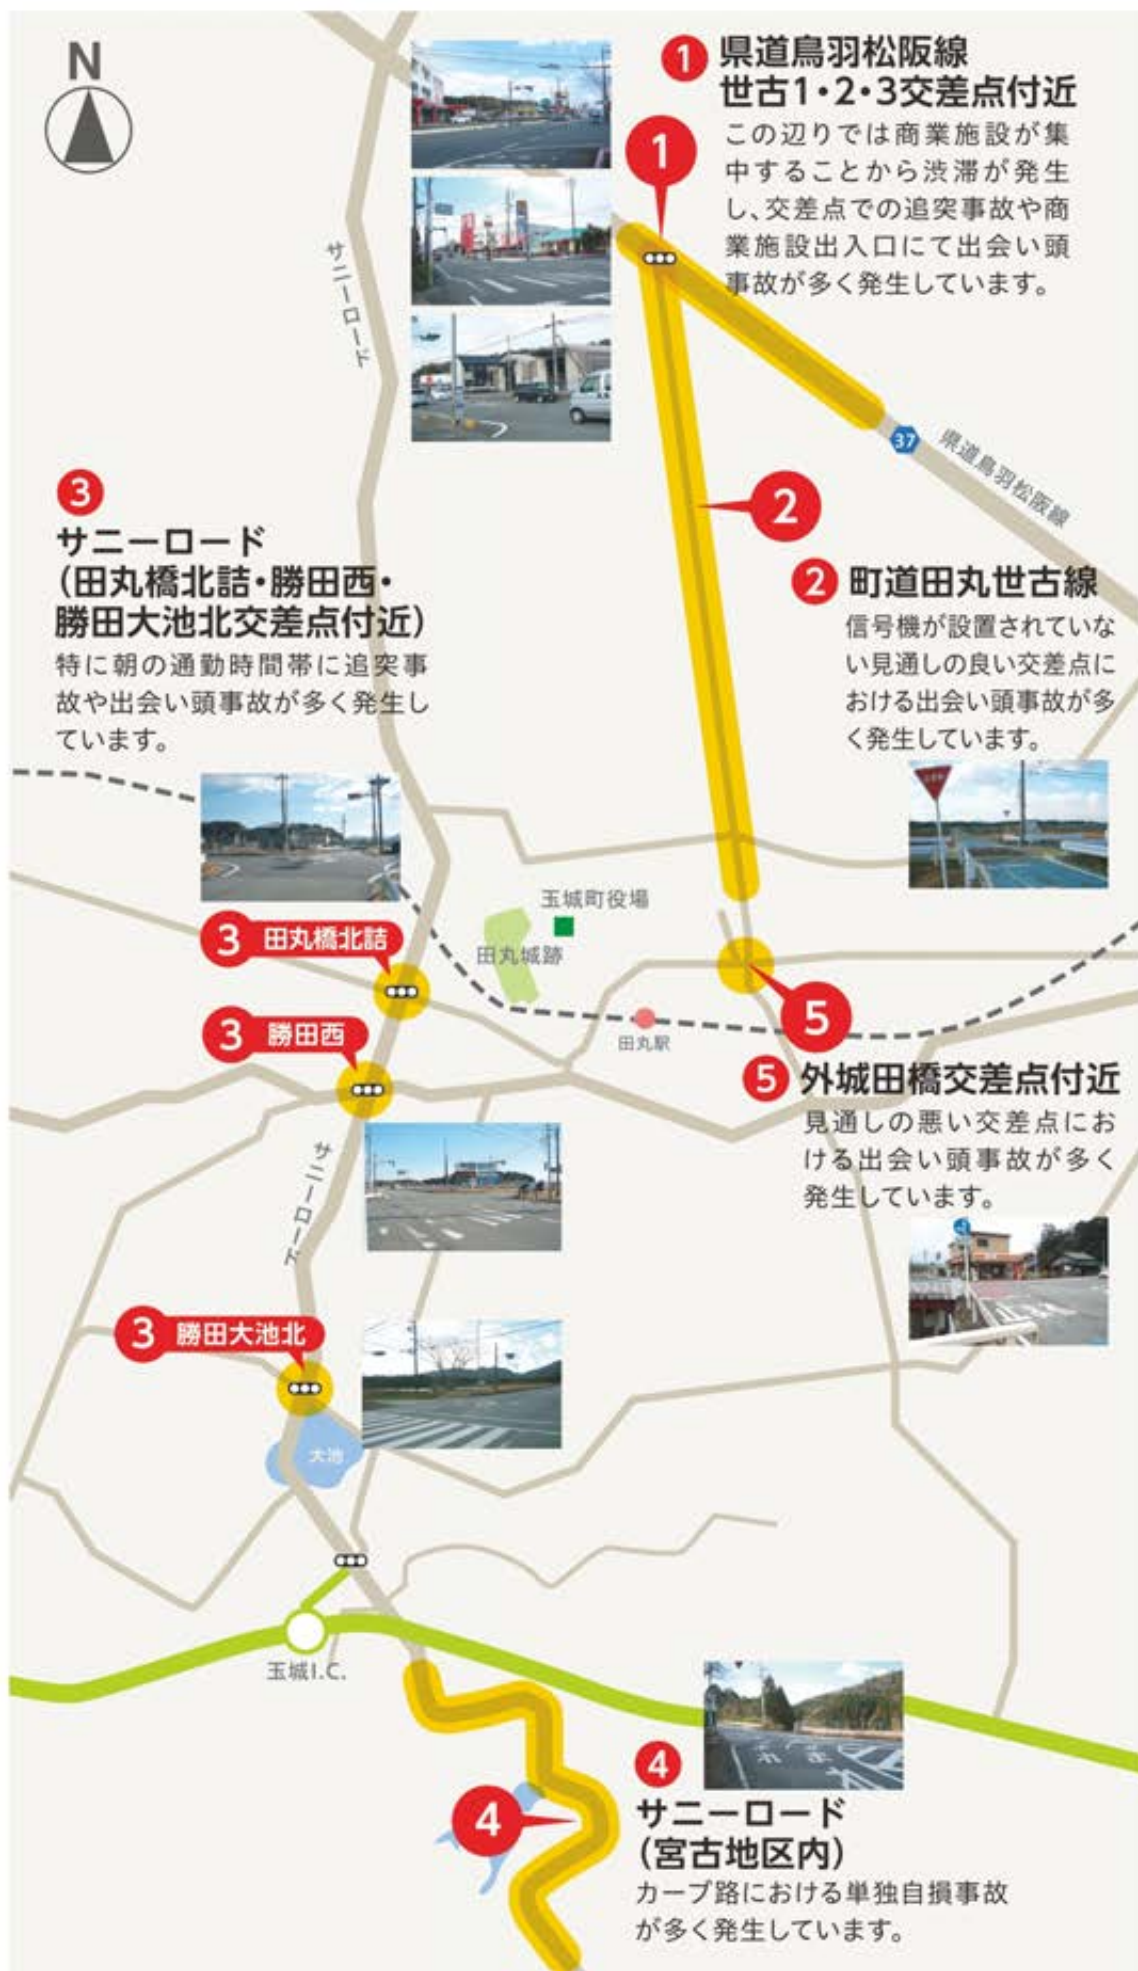 N
1 県道鳥羽松阪線
世古1・2・3交差点付近
この辺りでは商業施設が集
中することから渋滞が発生
し、交差点での追突事故や商
業施設出入口にて出会い頭
事故が多く発生しています。
1
サニーロード
37
県道鳥羽松阪線
3
サニーロード
(田丸橋北詰・勝田西・
勝田大池北交差点付近)
特に朝の通勤時間帯に追突事
故や出会い頭事故が多く発生し
ています。
2
2 町道田丸世古線
信号機が設置されていな
い見通しの良い交差点に
おける出会い頭事故が多
く発生しています。
玉城町役場
田丸城跡
3 田丸橋北詰
3 勝田西
田丸駅
5
5 外城田橋交差点付近
見通しの悪い交差点にお
ける出会い頭事故が多く
発生しています。
サニーロード
3 勝田大池北
大池
玉城I.C.
4
4
サニーロード
(宮古地区内)
カーブ路における単独自損事故
が多く発生しています。